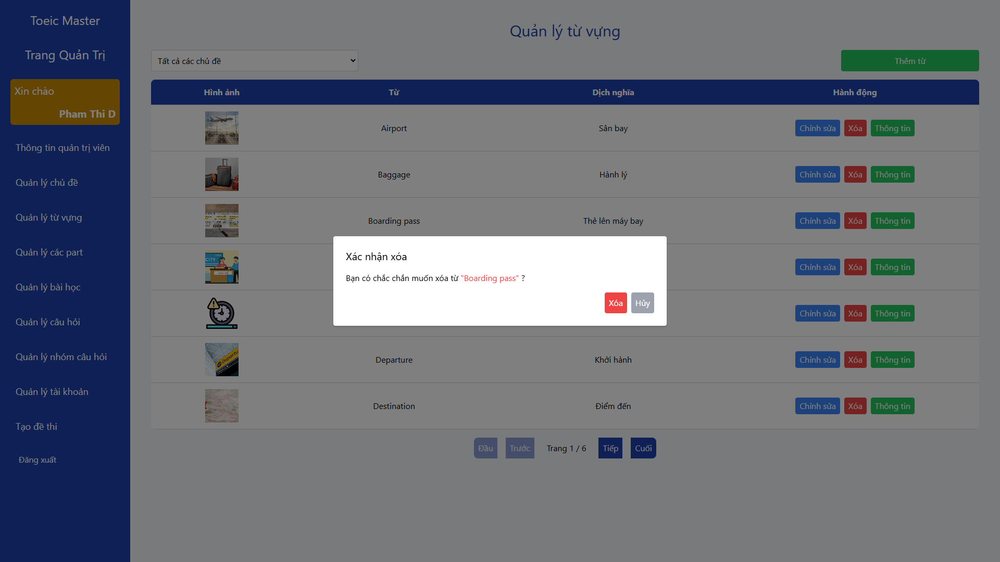 Toeic Master
Trang Quản Trị
Xin chào
Pham Thi D
Thông tin quản trị viên
Quản lý chủ đề
Quản lý từ vựng
Quản lý các part
Quản lý bài học
Quản lý câu hỏi
Quản lý nhóm câu hỏi
Quản lý tài khoản
Tạo đề thi
Đăng xuất
Quản lý từ vựng
Tất cả các chủ đề
Thêm từ
Hình ảnh Từ Dịch nghĩa Hành động
Airport Sân bay Chỉnh sửa Xóa Thông tin
Baggage Hành lý Chỉnh sửa Xóa Thông tin
Boarding pass Thẻ lên máy bay Chỉnh sửa Xóa Thông tin
CITY
Chỉnh sửa Xóa Thông tin
Chỉnh sửa Xóa Thông tin
Departu
Departure Khởi hành Chỉnh sửa Xóa Thông tin
Destination Điểm đến Chỉnh sửa Xóa Thông tin
Xác nhận xóa
Bạn có chắc chắn muốn xóa từ "Boarding pass" ?
Xóa Hủy
Đầu Trước Trang 1 / 6 Tiếp Cuối